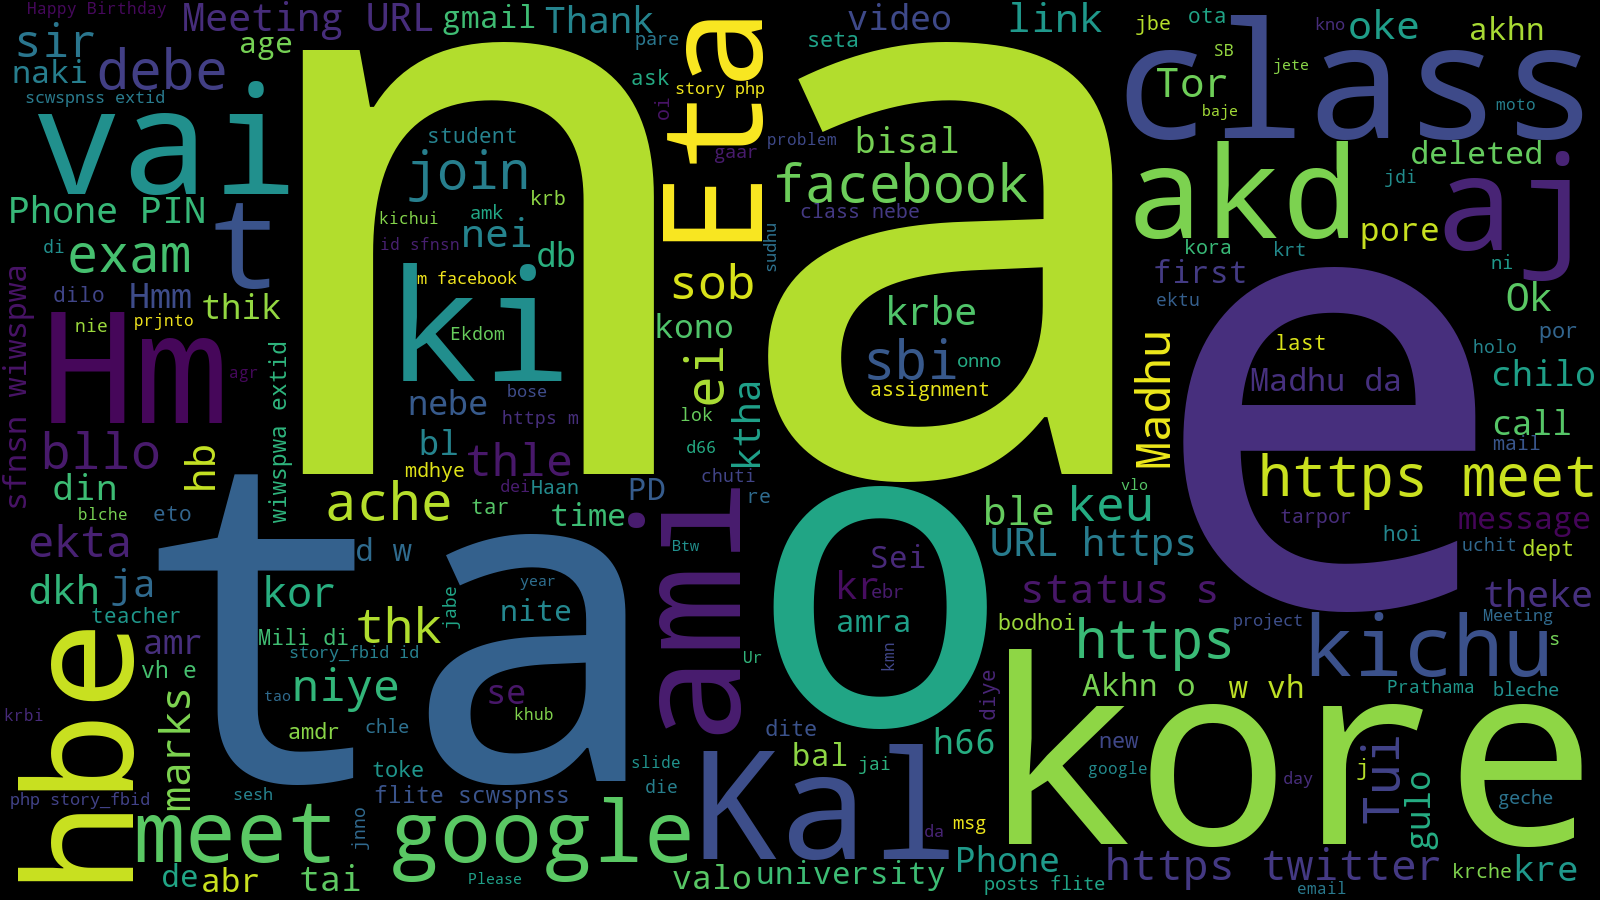 Happy Birthday
Meeting URL
gmail
Thank
Eta
video
link
jbe
ota
kno
oke
akhn
sir
debe
age
pare
seta
class
SB
naki
vai
na
ask
story php
Tor
jete
baje
moto
scwspnss extid
oi
student
join
krb
problem
bisal
facebook
gaar
akd
deleted
jdi
aj
Phone PIN
t
kichui
amk
nei
id sfnsn
class nebe
sudhu
pore
di
exam
db
kora
krt
ni
m facebook
ki
sob
first
e
dilo
Hmm
thik
krbe
ektu
Ok
nie
prjnto
Hm
Ekdom
kono
sbi
onno
last
por
holo
sfnsn wiwspwa
agr
wiwspwa extid
ei
assignment
Madhu
Madhu da
chilo
nebe
bose
https m
lok
ktha
call
bllo
hb
bl
mdhye
thle
d66
mail
din
dei
Haan
PD
chuti
re
vlo
https meet
blche
eto
ta
ache
tar
time
ami
o
ble
keu
tarpor
message
ekta
d w
Btw
Sei
URL https
hoi
uchit
dept
dkh
ja
kor
year
kr
ebr
status s
theke
teacher
jabe
nite
amra
bodhoi
https
project
Meeting
hbe
amr
Mili di
thk
kichu
s
vh e
story_fbid id
Ur
kmn
niye
se
tao
diye
Akhn o
w vh
Prathama
bleche
krbi
marks
amdr
chle
khub
dite
kore
h66
new
Tui
toke
slide
Kal
bal
jai
google
day
j
php story_fbid
sesh
flite scwspnss
die
geche
meet
jnno
google
da
msg
gulo
de
abr
tai
Please
valo
university
Phone
posts flite
https twitter
email
krche
kre